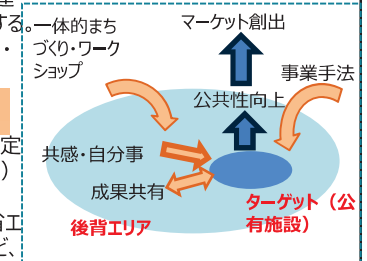 する。
一体的まち
づくり・ワーク
ショップ
マーケット創出
事業手法
公共性向上
共感・自分事
成果共有
ターゲット（公
有施設）
後背エリア
定
）